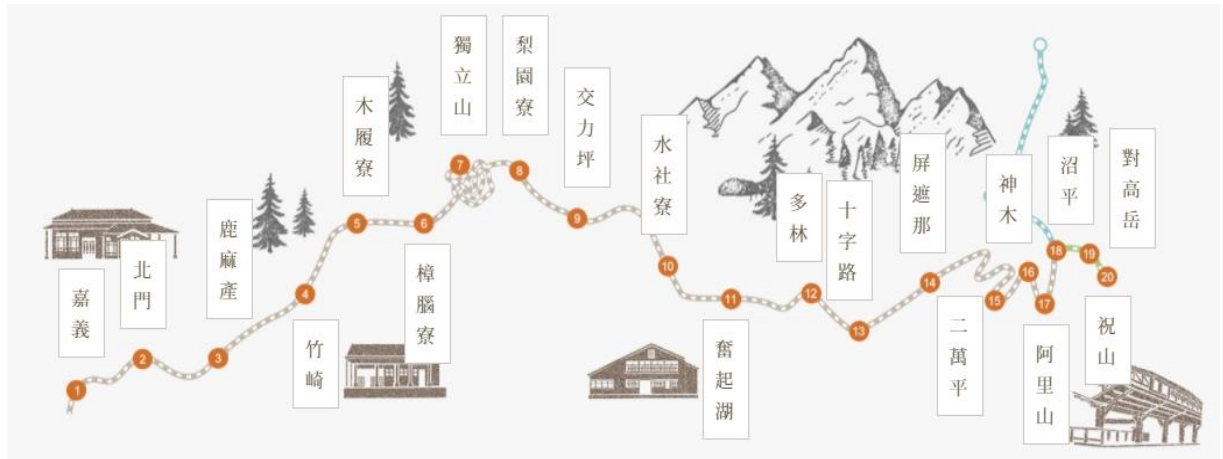 嘉義
北門
鹿麻產
竹崎
木履寮
樟腦寮
獨立山
梨園寮
交力坪
水社寮
奮起湖
多林
十字路
屏遮那
二萬平
神木
阿里山
沼平
對高岳
祝山
1
2
3
4
5
6
7
8
9
10
11
12
13
14
15
16
17
18
19
20